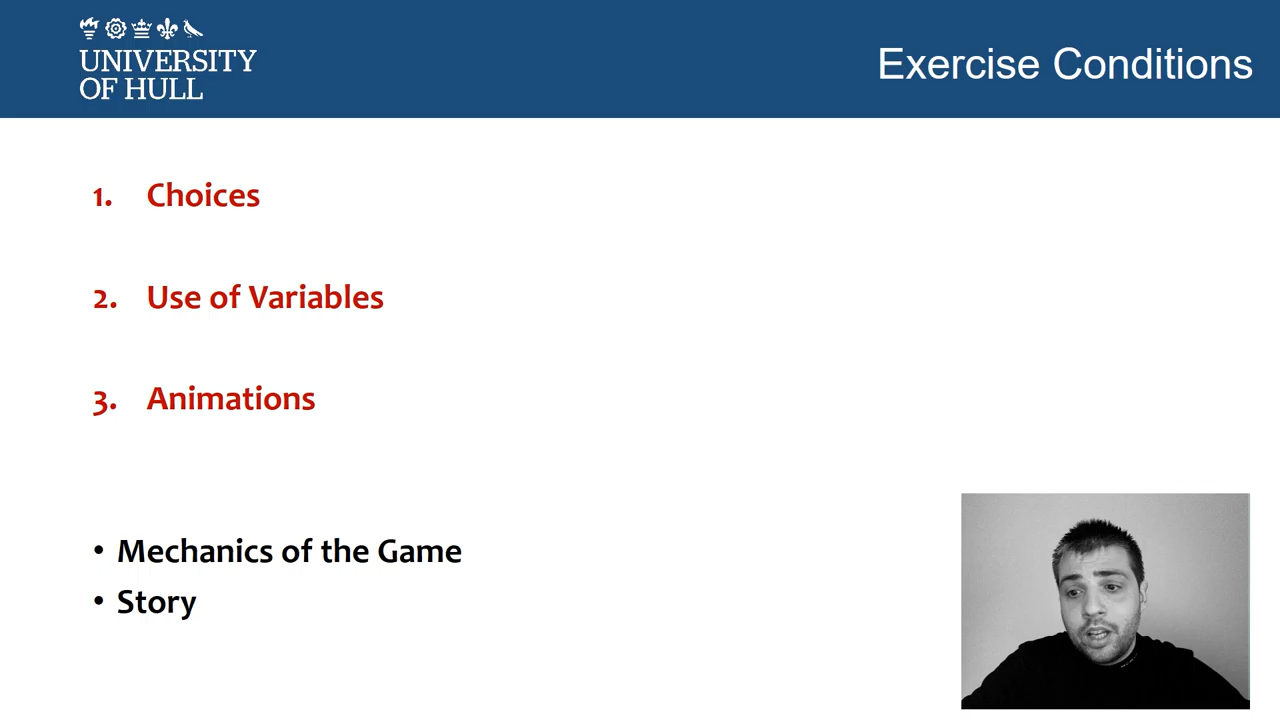 UNIVERSITY
OF HULL
Exercise Conditions
1. Choices
2. Use of Variables
3. Animations
• Mechanics of the Game
• Story